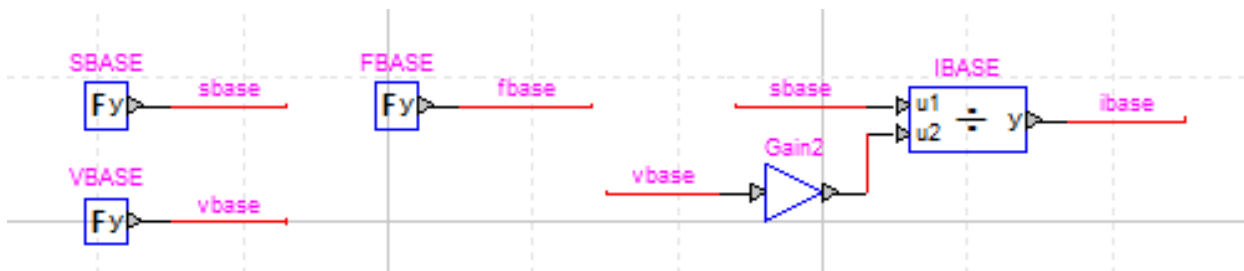 SBASE
Fy
sbase
FBASE
Fy
fbase
sbase
IBASE
u1
u2
÷
y
ibase
Gain2
vbase
VBASE
Fy
vbase